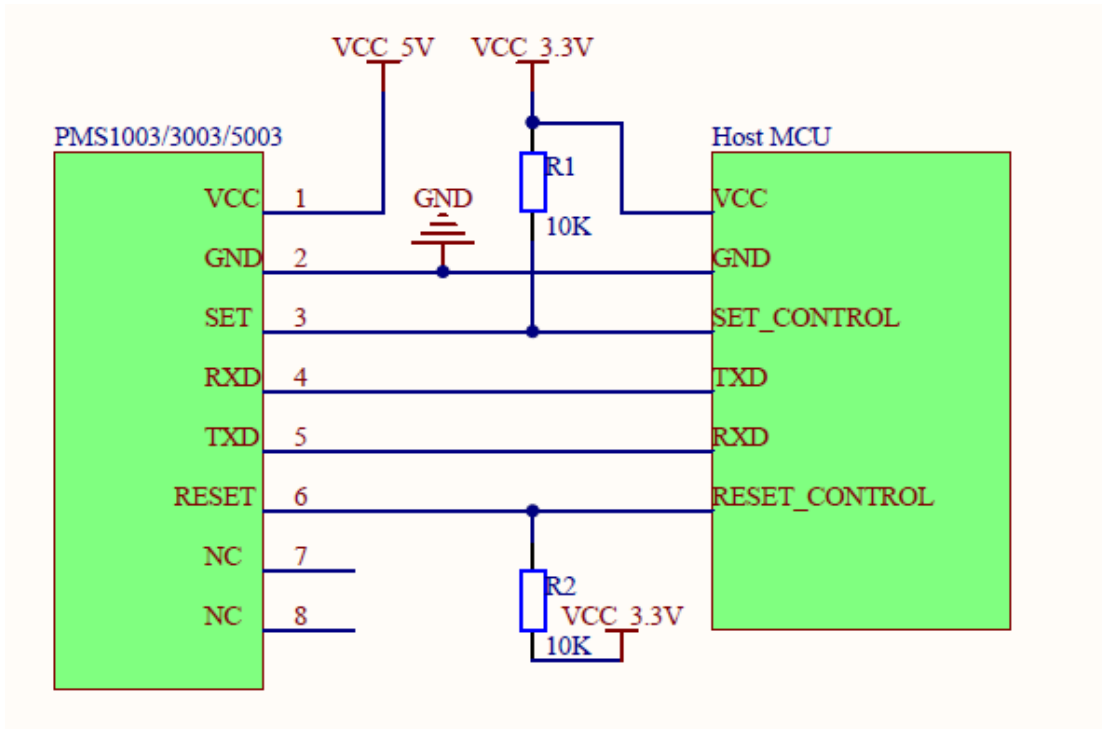 VCC_5V VCC_3.3V
PMS1003/3003/5003 Host MCU
R1
VCC 1 GND VCC
10K
GND 2 GND
SET 3 SET_CONTROL
RXD 4 TXD
TXD 5 RXD
RESET 6 RESET_CONTROL
NC 7
R2
NC 8 VCC_3.3V
10K